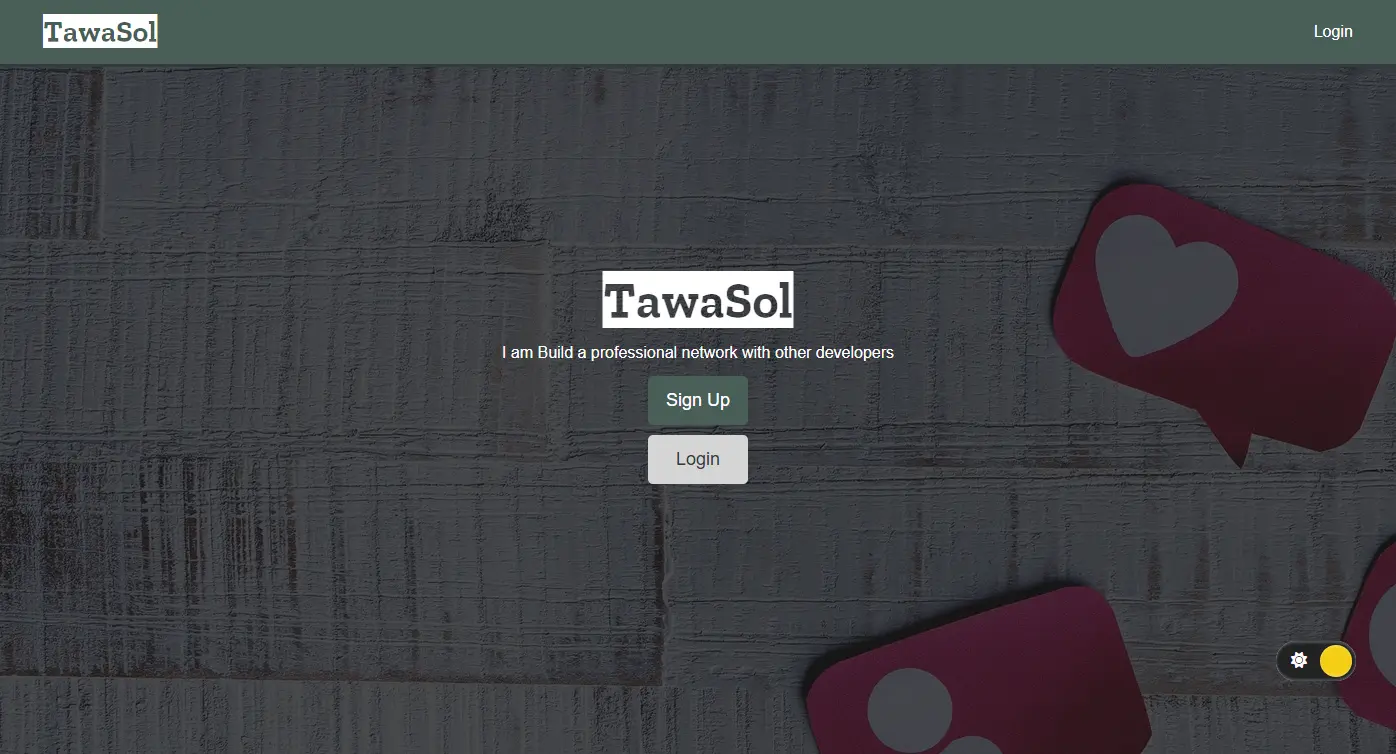 TawaSol
Login
TawaSol
I am Build a professional network with other developers
Sign Up
Login